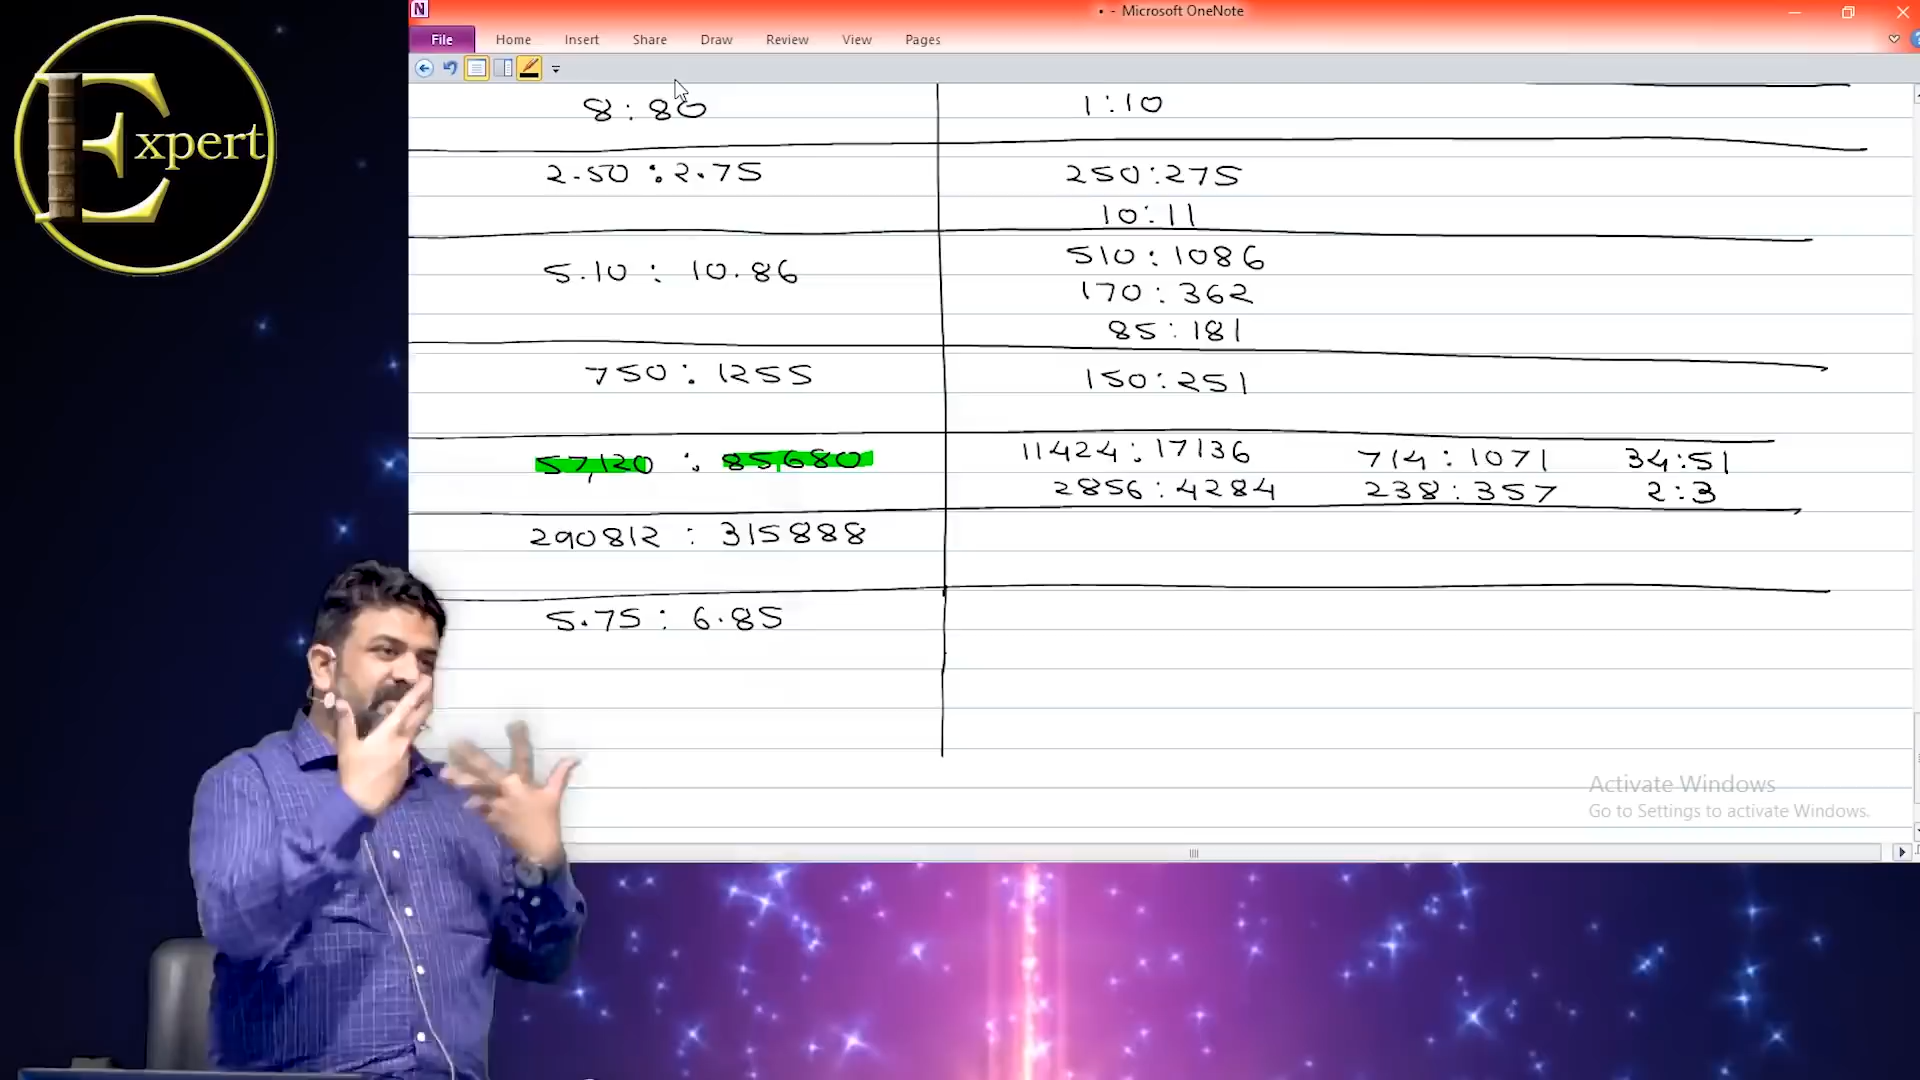 Expert
• - Microsoft OneNote
File Home Insert Share Draw Review View Pages
8 : 80 1 : 10
2.50 : 2.75 250 : 275
10 : 11
5.10 : 10.86 510 : 1086
170 : 362
85 : 181
750 : 1255 150 : 251
57,120 : 85,680 11424 : 17136 714 : 1071 34 : 51
2856 : 4284 238 : 357 2 : 3
290812 : 315888
5.75 : 6.85
Activate Windows
Go to Settings to activate Windows.